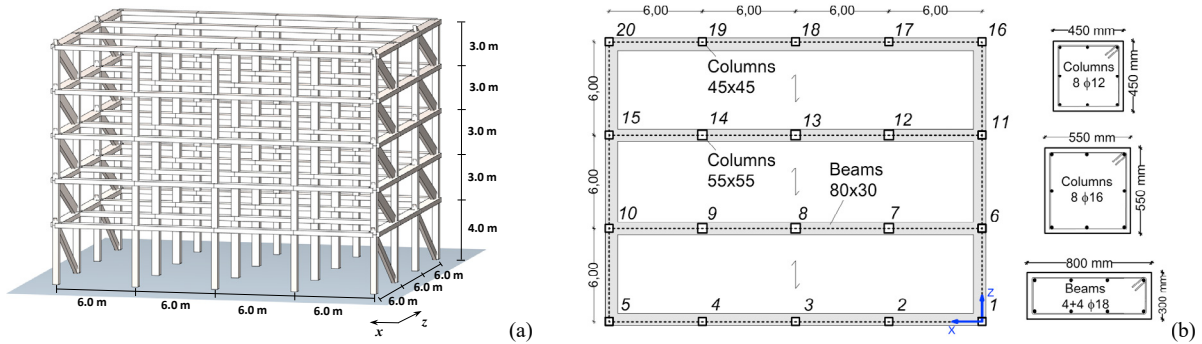 3.0 m
3.0 m
3.0 m
3.0 m
4.0 m
6.0 m
6.0 m
6.0 m
6.0 m
6.0 m
6.0 m
6.0 m
x
z
(a)
6,00
6,00
6,00
6,00
20
19
18
17
16
Columns
45x45
6,00
15
14
13
12
11
Columns
55x55
Beams
80x30
6,00
10
9
8
7
6
6,00
5
4
3
2
1
z
x
450 mm
Columns
8 ϕ12
450 mm
550 mm
Columns
8 ϕ16
550 mm
800 mm
Beams
4+4 ϕ18
300 mm
(b)